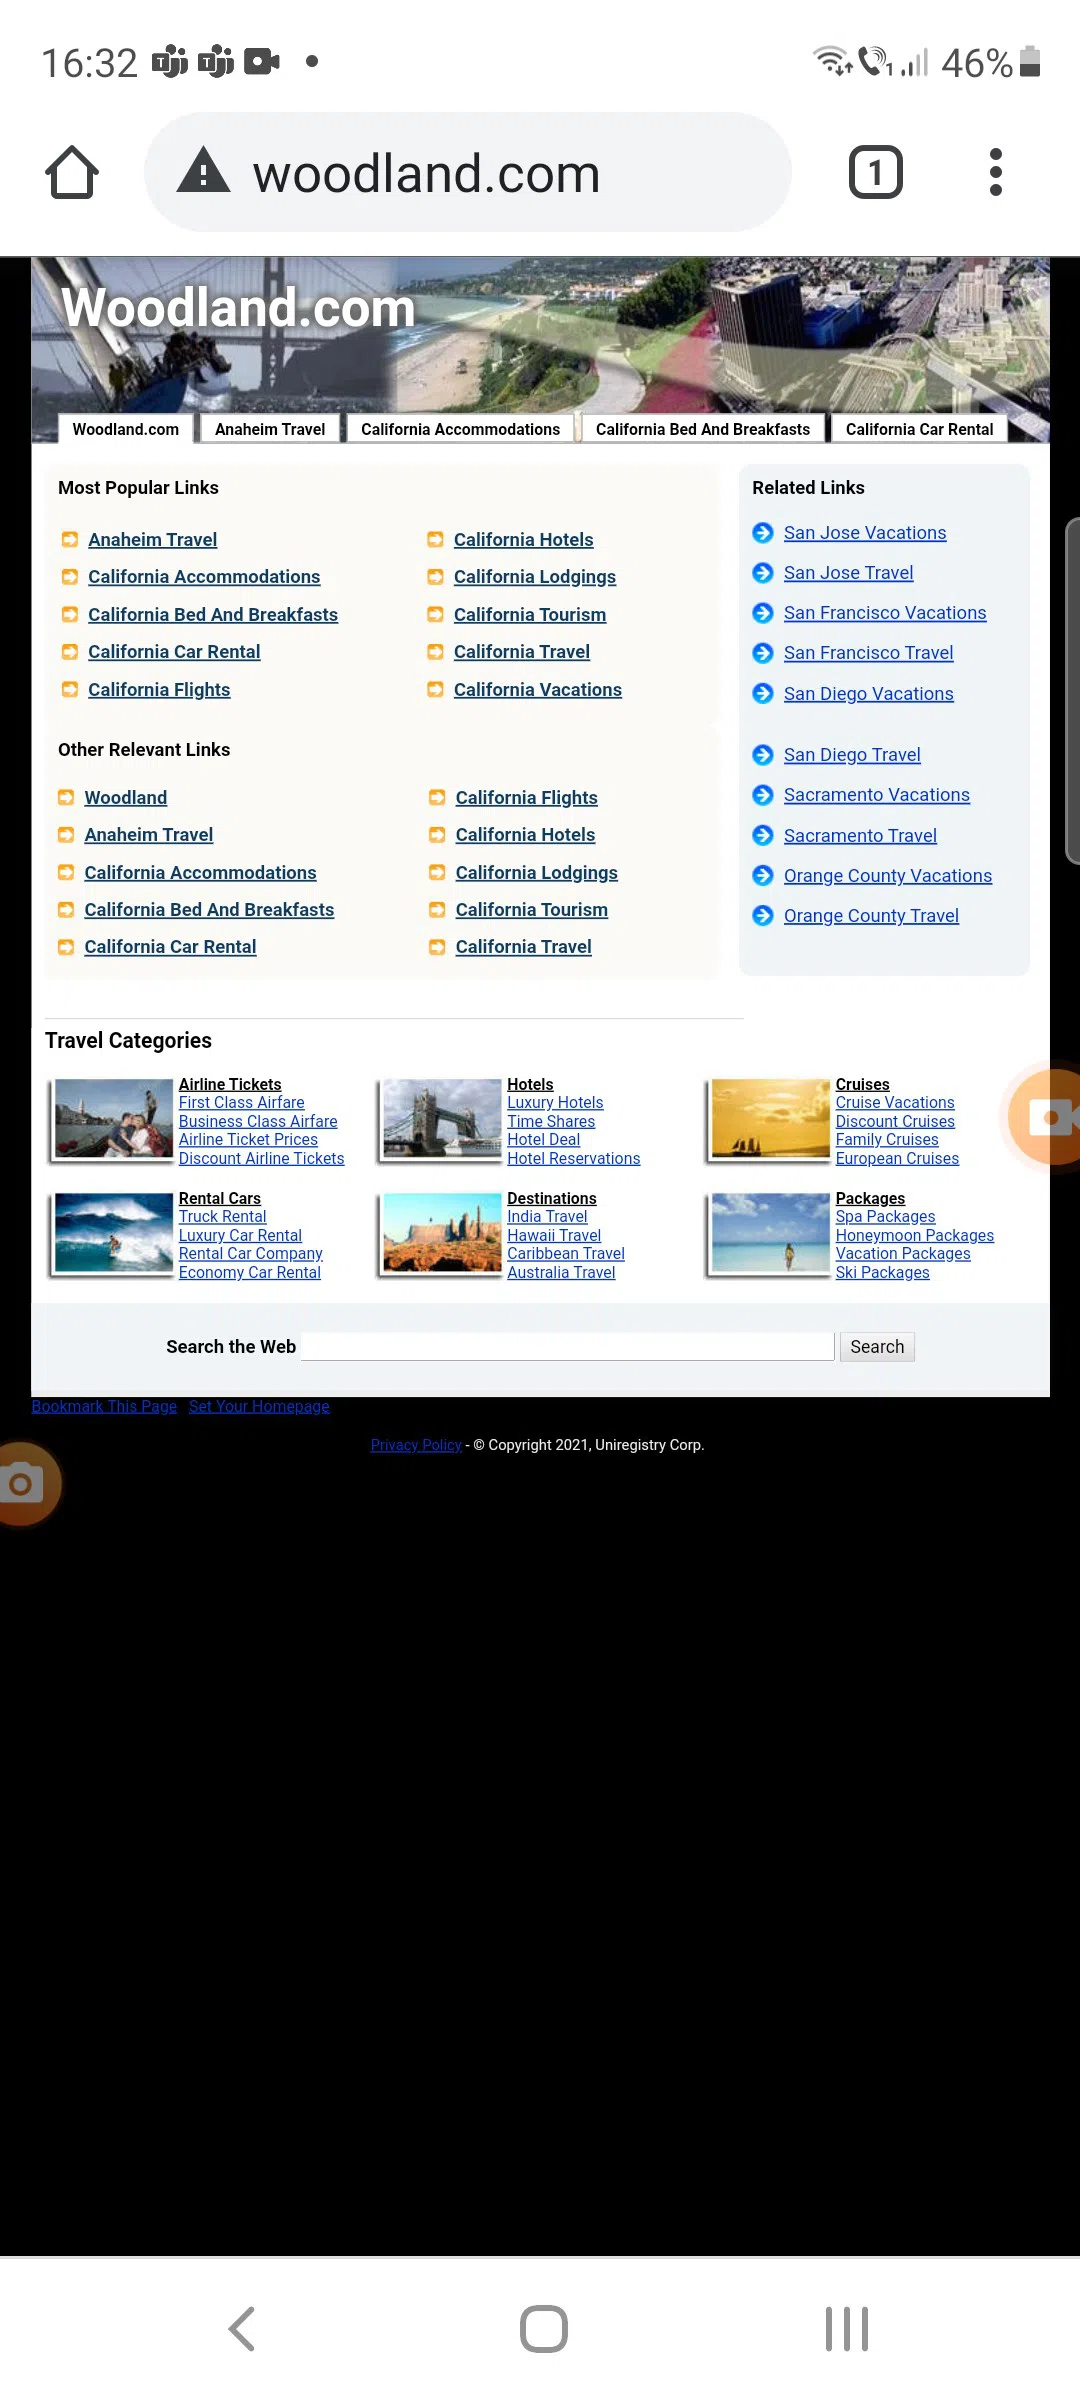 16:32
46%
woodland.com
1
Woodland.com
Woodland.com Anaheim Travel California Accommodations California Bed And Breakfasts California Car Rental
Most Popular Links
Anaheim Travel
California Accommodations
California Bed And Breakfasts
California Car Rental
California Flights
California Hotels
California Lodgings
California Tourism
California Travel
California Vacations
Other Relevant Links
Woodland
Anaheim Travel
California Accommodations
California Bed And Breakfasts
California Car Rental
California Flights
California Hotels
California Lodgings
California Tourism
California Travel
Related Links
San Jose Vacations
San Jose Travel
San Francisco Vacations
San Francisco Travel
San Diego Vacations
San Diego Travel
Sacramento Vacations
Sacramento Travel
Orange County Vacations
Orange County Travel
Travel Categories
Airline Tickets
First Class Airfare
Business Class Airfare
Airline Ticket Prices
Discount Airline Tickets
Hotels
Luxury Hotels
Time Shares
Hotel Deal
Hotel Reservations
Cruises
Cruise Vacations
Discount Cruises
Family Cruises
European Cruises
Rental Cars
Truck Rental
Luxury Car Rental
Rental Car Company
Economy Car Rental
Destinations
India Travel
Hawaii Travel
Caribbean Travel
Australia Travel
Packages
Spa Packages
Honeymoon Packages
Vacation Packages
Ski Packages
Search the Web Search
Bookmark This Page Set Your Homepage
Privacy Policy - © Copyright 2021, Uniregistry Corp.